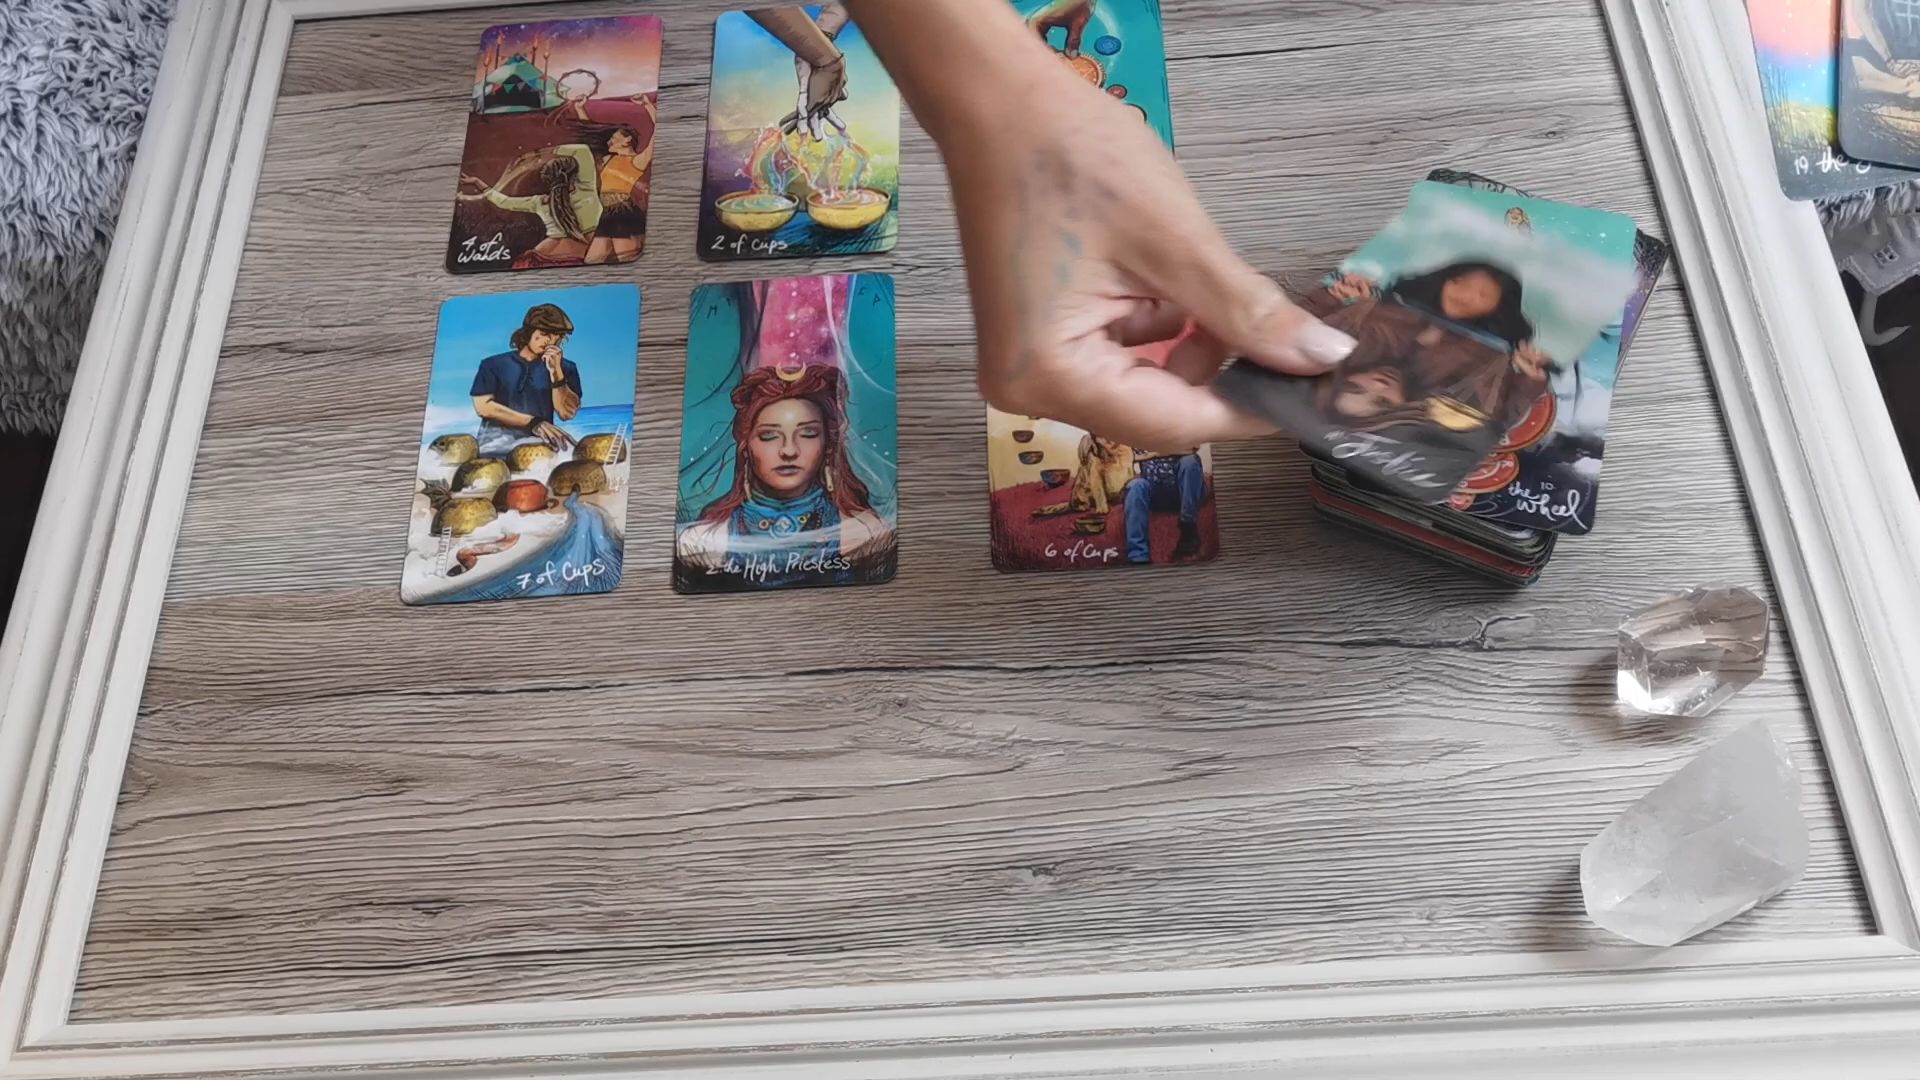 4 of
Wands
2 of Cups
19 the
7 of Cups
2 the High Priestess
6 of Cups
Justice
10
the
Wheel